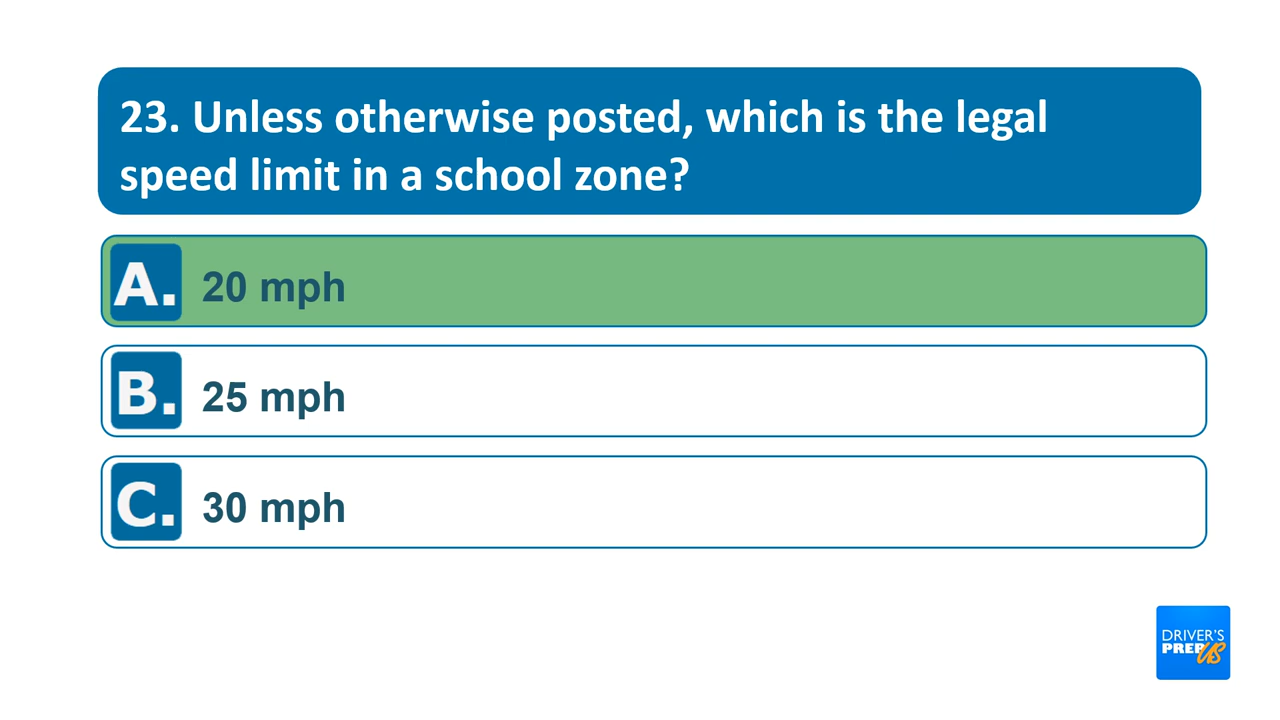 23. Unless otherwise posted, which is the legal
speed limit in a school zone?
A. 20 mph
B. 25 mph
C. 30 mph
DRIVER'S
PREP US